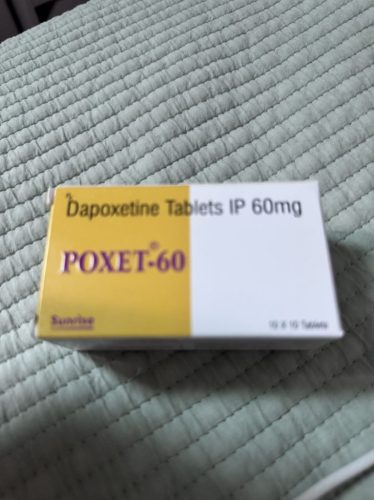 Dapoxetine Tablets IP 60mg
POXET®-60
Sunrise
10 X 10 Tablets